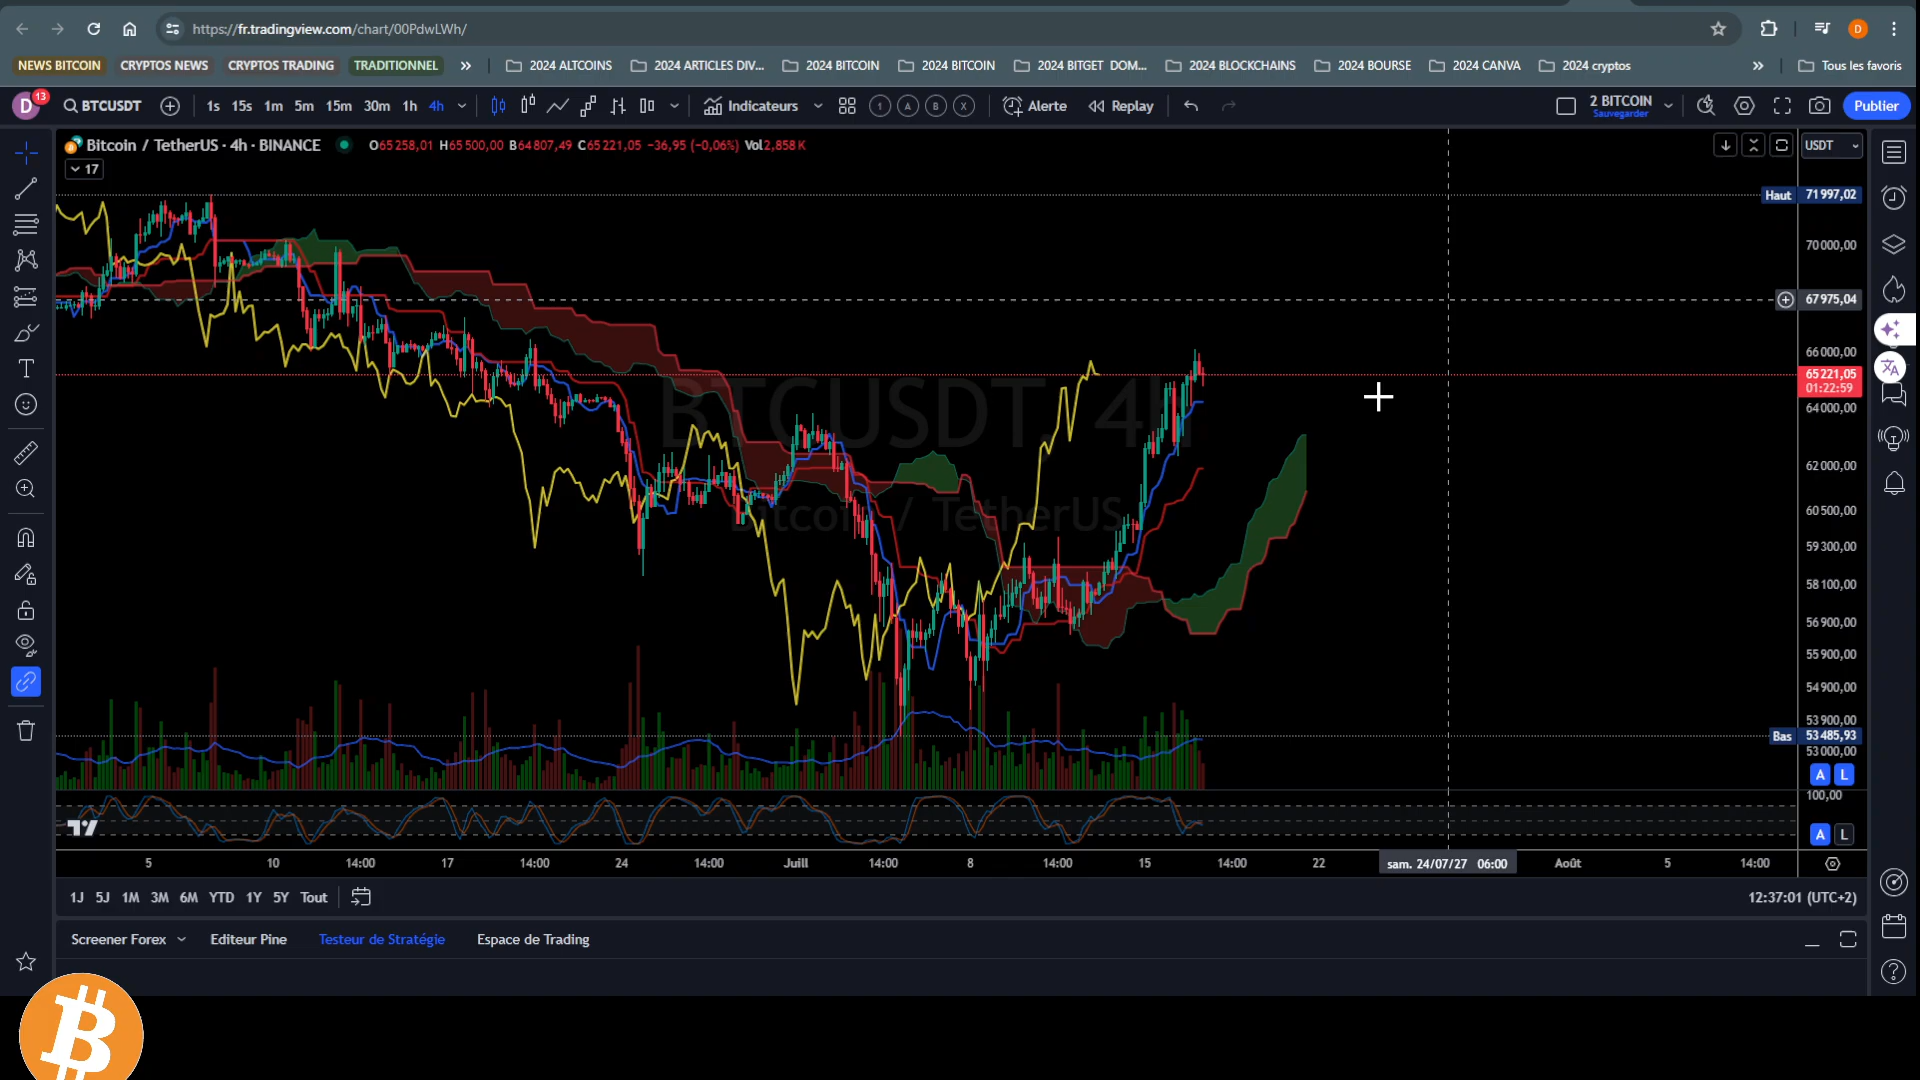 https://fr.tradingview.com/chart/00PdwLWh/
D
NEWS BITCOIN CRYPTOS NEWS CRYPTOS TRADING TRADITIONNEL » 2024 ALTCOINS 2024 ARTICLES DIV... 2024 BITCOIN 2024 BITCOIN 2024 BITGET DOM... 2024 BLOCKCHAINS 2024 BOURSE 2024 CANVA 2024 cryptos » Tous les favoris
D 13 BTCUSDT 1s 15s 1m 5m 15m 30m 1h 4h Indicateurs 1 A B X Alerte Replay 2 BITCOIN Publier
Sauvegarder
Bitcoin / TetherUS · 4h · BINANCE O65 258,01 H65 500,00 B64 807,49 C65 221,05 −36,95 (−0,06%) Vol2,858 K USDT
17
Haut 71 997,02
70 000,00
67 975,04
66 000,00
65 221,05
01:22:59
64 000,00
BTCUSDT, 4h
62 000,00
Bitcoin / TetherUS
60 500,00
59 300,00
58 100,00
56 900,00
55 900,00
54 900,00
53 900,00
Bas 53 485,93
53 000,00
A L
100,00
A L
5 10 14:00 17 14:00 24 14:00 Juill 14:00 8 14:00 15 14:00 22 sam. 24/07/27 06:00 Août 5 14:00
1J 5J 1M 3M 6M YTD 1Y 5Y Tout 12:37:01 (UTC+2)
Screener Forex Editeur Pine Testeur de Stratégie Espace de Trading